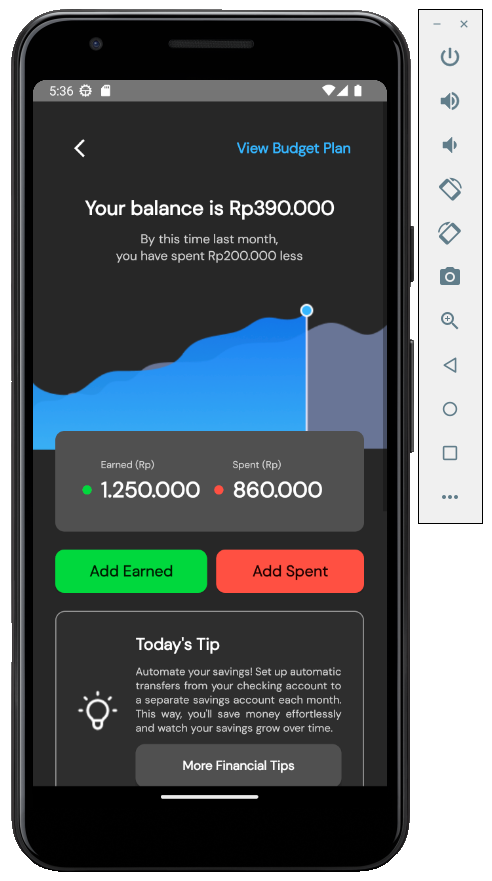 5:36
View Budget Plan
Your balance is Rp390.000
By this time last month,
you have spent Rp200.000 less
Earned (Rp)
1.250.000
Spent (Rp)
860.000
Add Earned
Add Spent
Today's Tip
Automate your savings! Set up automatic
transfers from your checking account to
a separate savings account each month.
This way, you'll save money effortlessly
and watch your savings grow over time.
More Financial Tips